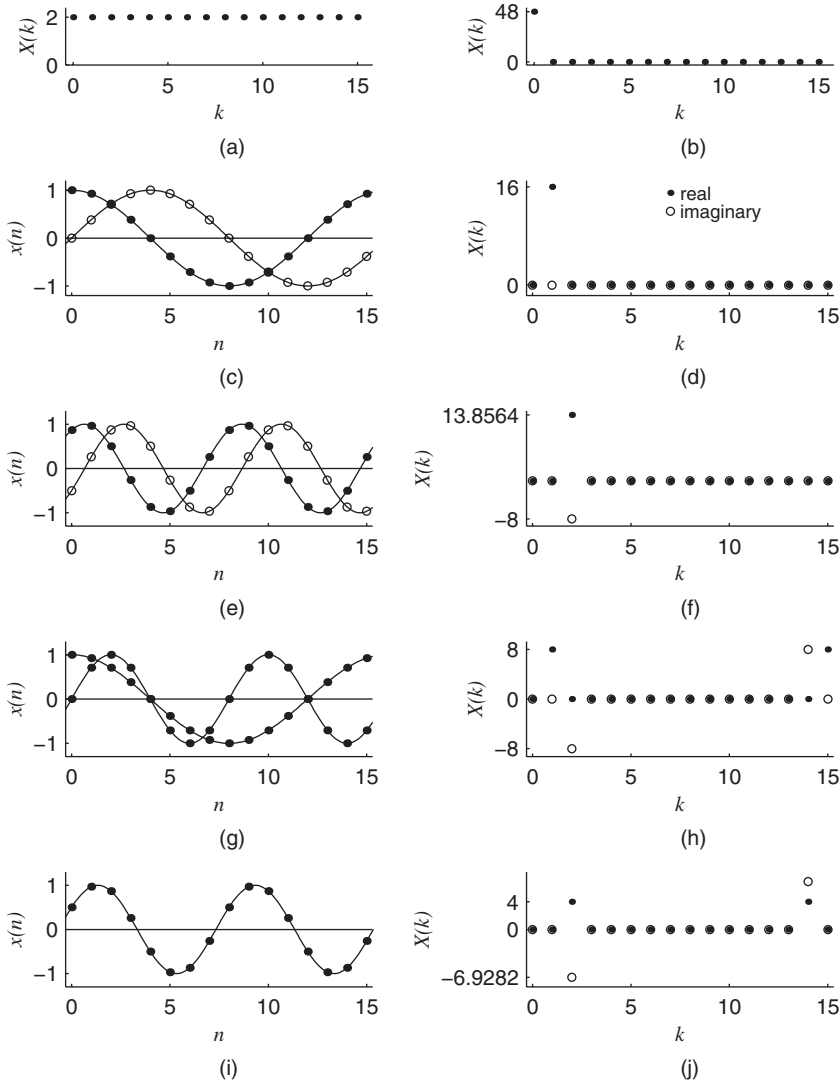 X(k)
2
0
0 5 10 15
k
(a)
X(k)
48
0
0 5 10 15
k
(b)
x(n)
1
0
−1
0 5 10 15
n
(c)
X(k)
16
0
real
imaginary
0 5 10 15
k
(d)
x(n)
1
0
−1
0 5 10 15
n
(e)
X(k)
13.8564
−8
0 5 10 15
k
(f)
x(n)
1
0
−1
0 5 10 15
n
(g)
X(k)
8
0
−8
0 5 10 15
k
(h)
x(n)
1
0
−1
0 5 10 15
n
(i)
X(k)
4
0
−6.9282
0 5 10 15
k
(j)